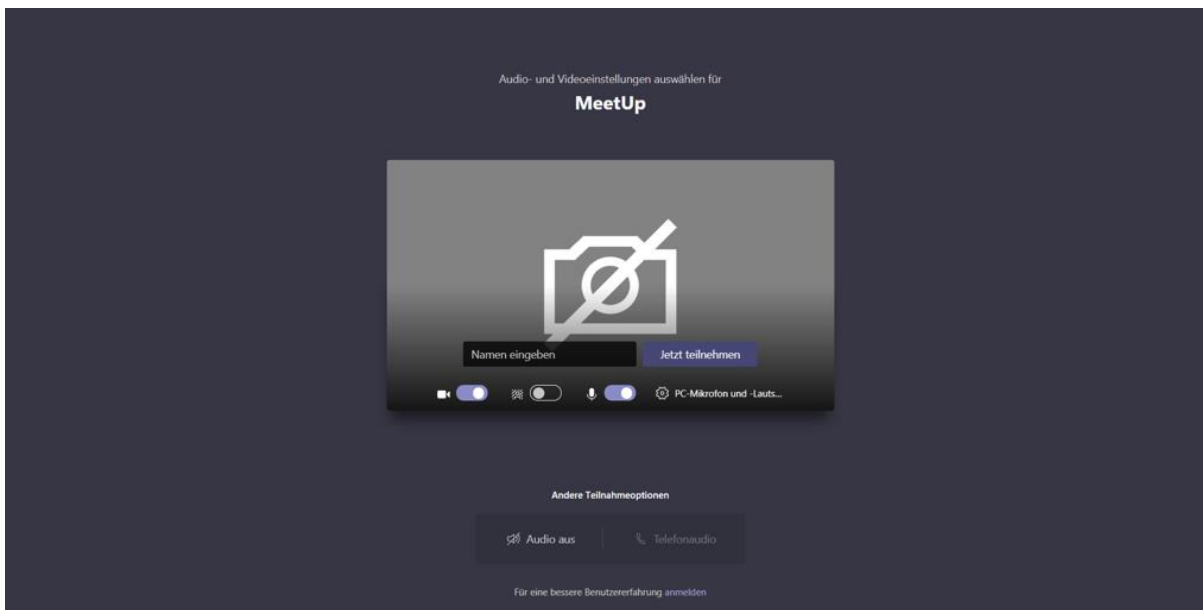 Audio- und Videoeinstellungen auswählen für
MeetUp
Namen eingeben
Jetzt teilnehmen
PC-Mikrofon und -Lauts...
Andere Teilnahmeoptionen
Audio aus
Telefonaudio
Für eine bessere Benutzererfahrung anmelden